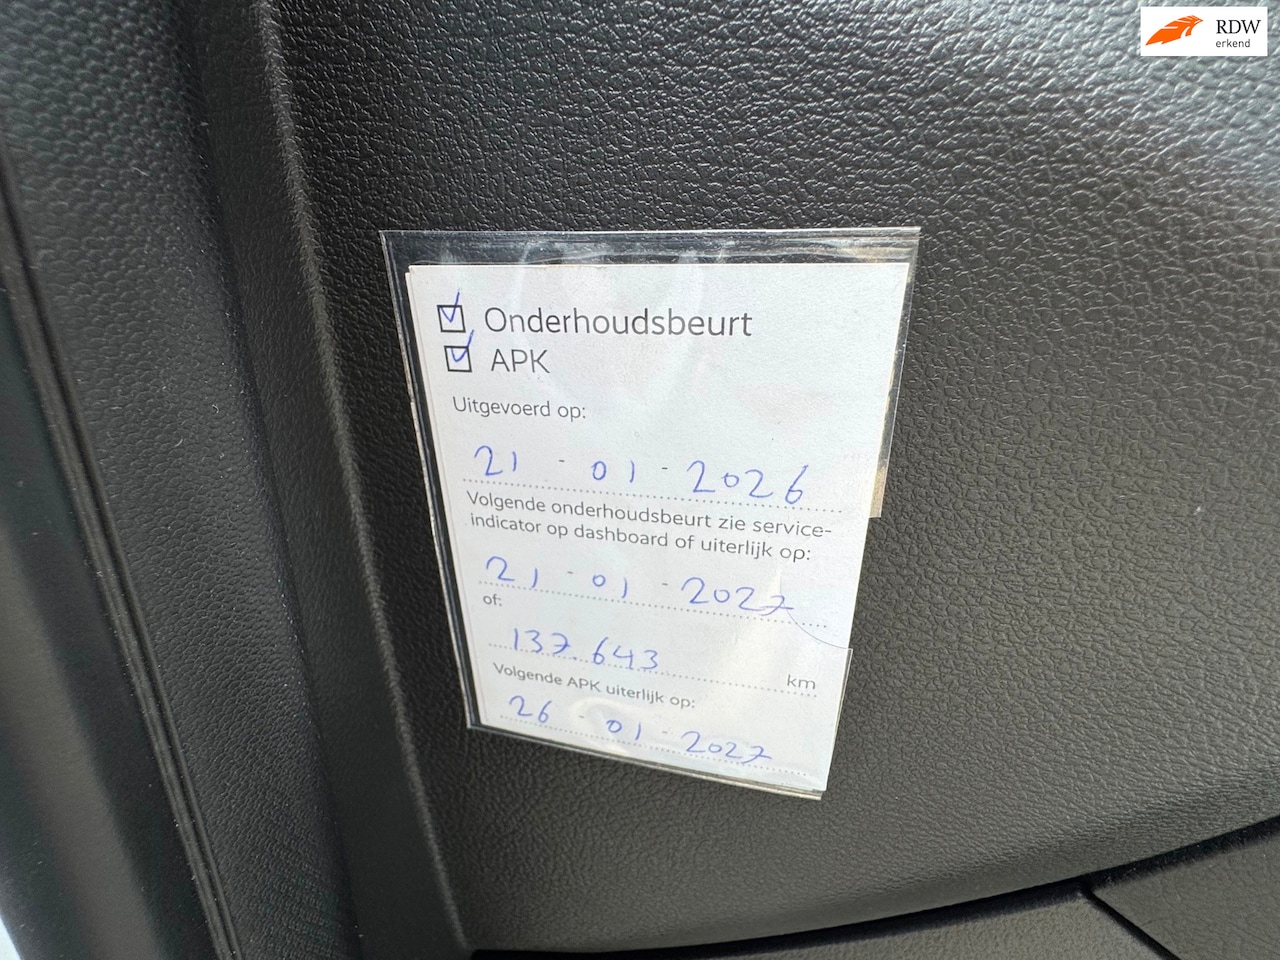 RDW
erkend
Onderhoudsbeurt
APK
Uitgevoerd op:
21 - 01 - 2026
Volgende onderhoudsbeurt zie service-
indicator op dashboard of uiterlijk op:
21 - 01 - 2027
of:
137.643 km
Volgende APK uiterlijk op:
26 - 01 - 2027